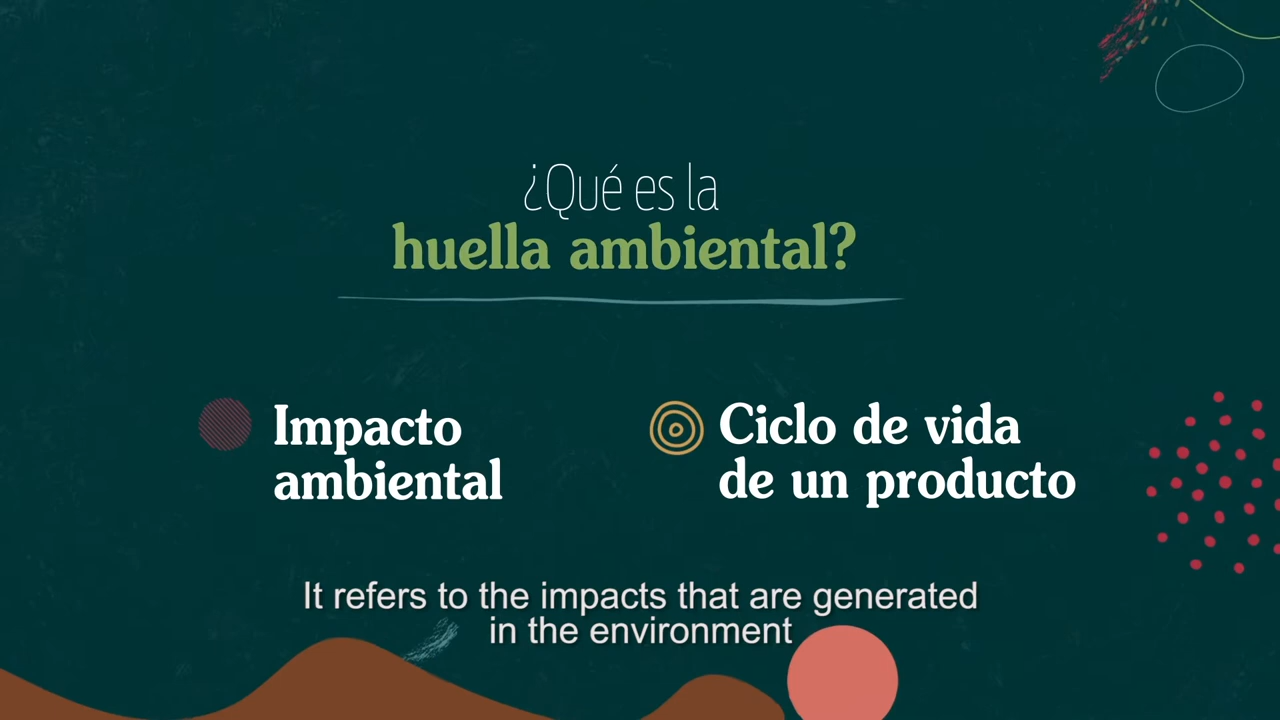 ¿Qué es la
huella ambiental?
Impacto
ambiental
Ciclo de vida
de un producto
It refers to the impacts that are generated
in the environment